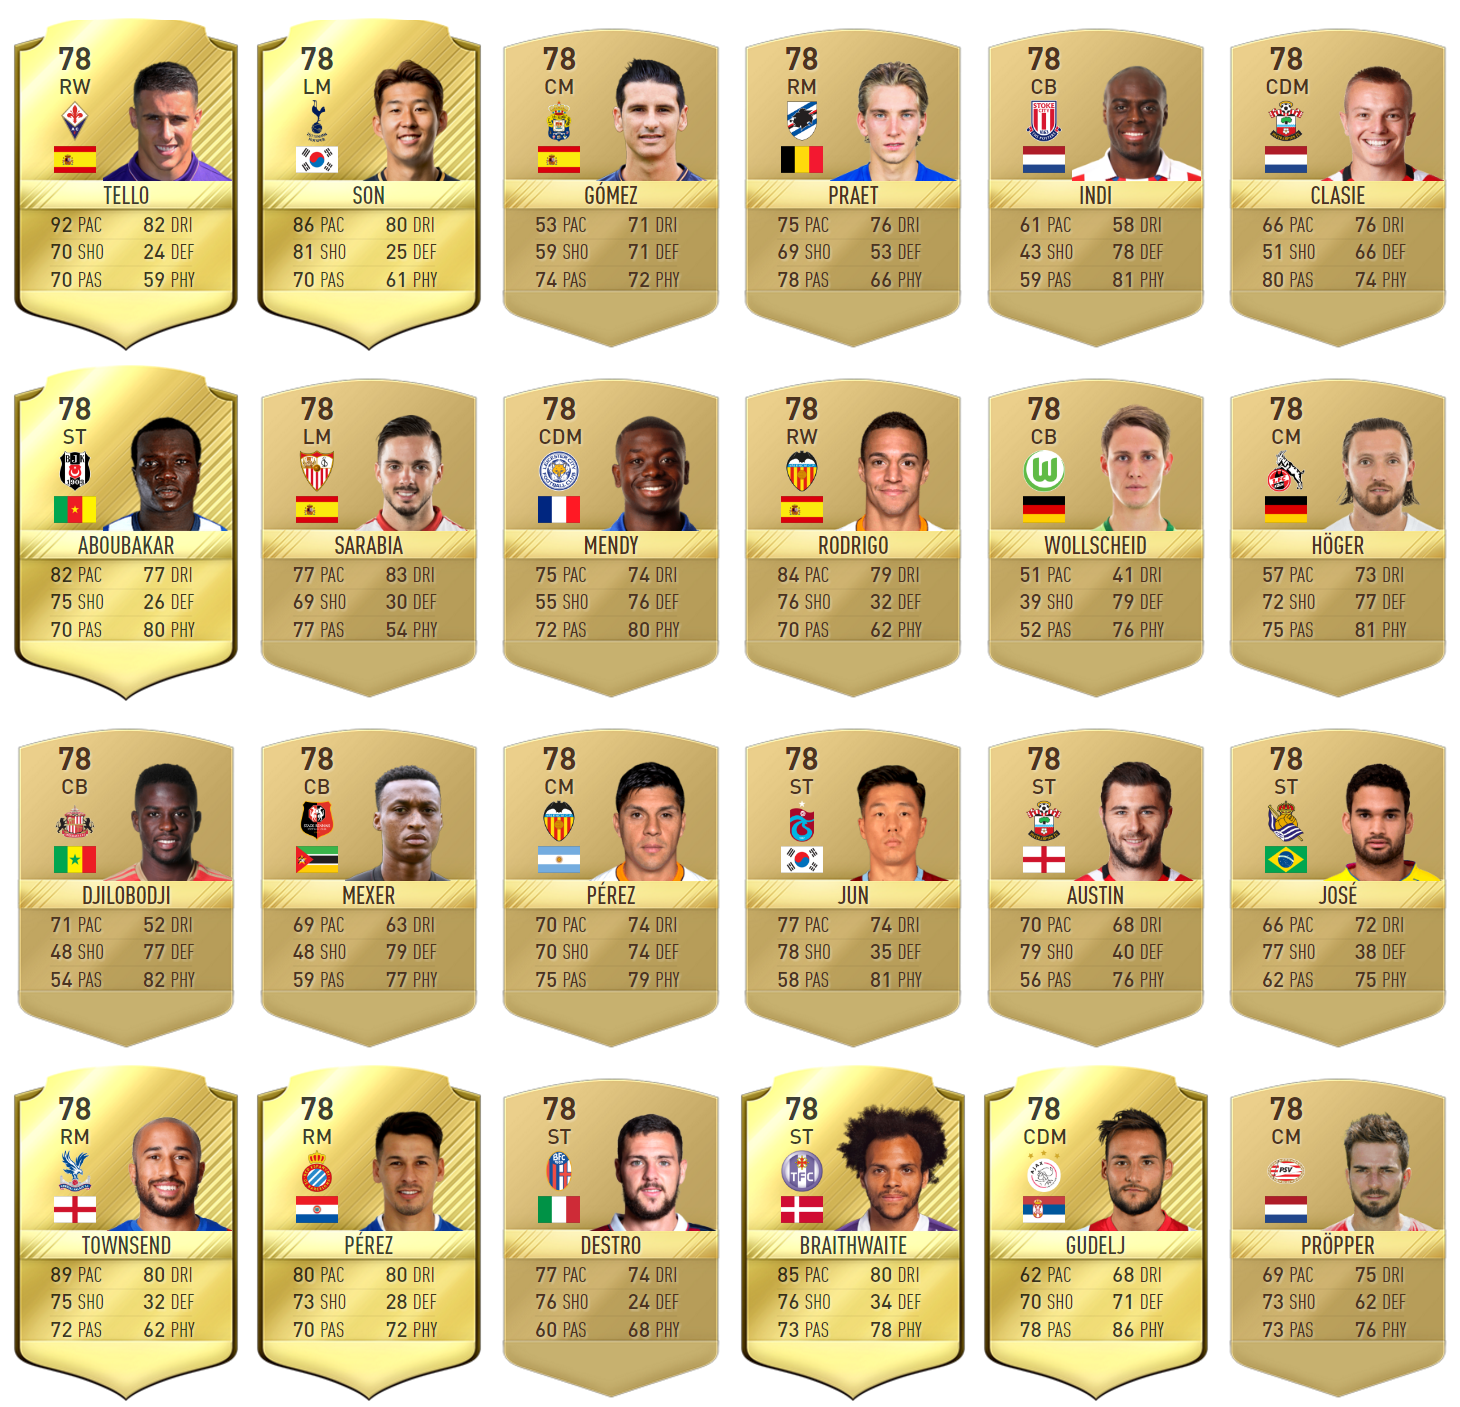 78
RW
TELLO
92 PAC 82 DRI
70 SHO 24 DEF
70 PAS 59 PHY
78
LM
SON
86 PAC 80 DRI
81 SHO 25 DEF
70 PAS 61 PHY
78
CM
GÓMEZ
53 PAC 71 DRI
59 SHO 71 DEF
74 PAS 72 PHY
78
RM
PRAET
75 PAC 76 DRI
69 SHO 53 DEF
78 PAS 66 PHY
78
CB
STOKE
CITY
INDI
61 PAC 58 DRI
43 SHO 78 DEF
59 PAS 81 PHY
78
CDM
CLASIE
66 PAC 76 DRI
51 SHO 66 DEF
80 PAS 74 PHY
78
ST
BJK
1903
ABOUBAKAR
82 PAC 77 DRI
75 SHO 26 DEF
70 PAS 80 PHY
78
LM
SARABIA
77 PAC 83 DRI
69 SHO 30 DEF
77 PAS 54 PHY
78
CDM
MENDY
75 PAC 74 DRI
55 SHO 76 DEF
72 PAS 80 PHY
78
RW
RODRIGO
84 PAC 79 DRI
76 SHO 32 DEF
70 PAS 62 PHY
78
CB
W
WOLLSCHEID
51 PAC 41 DRI
39 SHO 79 DEF
52 PAS 76 PHY
78
CM
HÖGER
57 PAC 73 DRI
72 SHO 77 DEF
75 PAS 81 PHY
78
CB
DJILOBODJI
71 PAC 52 DRI
48 SHO 77 DEF
54 PAS 82 PHY
78
CB
MEXER
69 PAC 63 DRI
48 SHO 79 DEF
59 PAS 77 PHY
78
CM
PÉREZ
70 PAC 74 DRI
70 SHO 74 DEF
75 PAS 79 PHY
78
ST
JUN
77 PAC 74 DRI
78 SHO 35 DEF
58 PAS 81 PHY
78
ST
AUSTIN
70 PAC 68 DRI
79 SHO 40 DEF
56 PAS 76 PHY
78
ST
JOSÉ
66 PAC 72 DRI
77 SHO 38 DEF
62 PAS 75 PHY
78
RM
TOWNSEND
89 PAC 80 DRI
75 SHO 32 DEF
72 PAS 62 PHY
78
RM
PÉREZ
80 PAC 80 DRI
73 SHO 28 DEF
70 PAS 72 PHY
78
ST
BFC
DESTRO
77 PAC 74 DRI
76 SHO 24 DEF
60 PAS 68 PHY
78
ST
TFC
BRAITHWAITE
85 PAC 80 DRI
76 SHO 34 DEF
73 PAS 78 PHY
78
CDM
AJAX
GUDELJ
62 PAC 68 DRI
70 SHO 71 DEF
78 PAS 86 PHY
78
CM
PSV
PRÖPPER
69 PAC 75 DRI
73 SHO 62 DEF
73 PAS 76 PHY